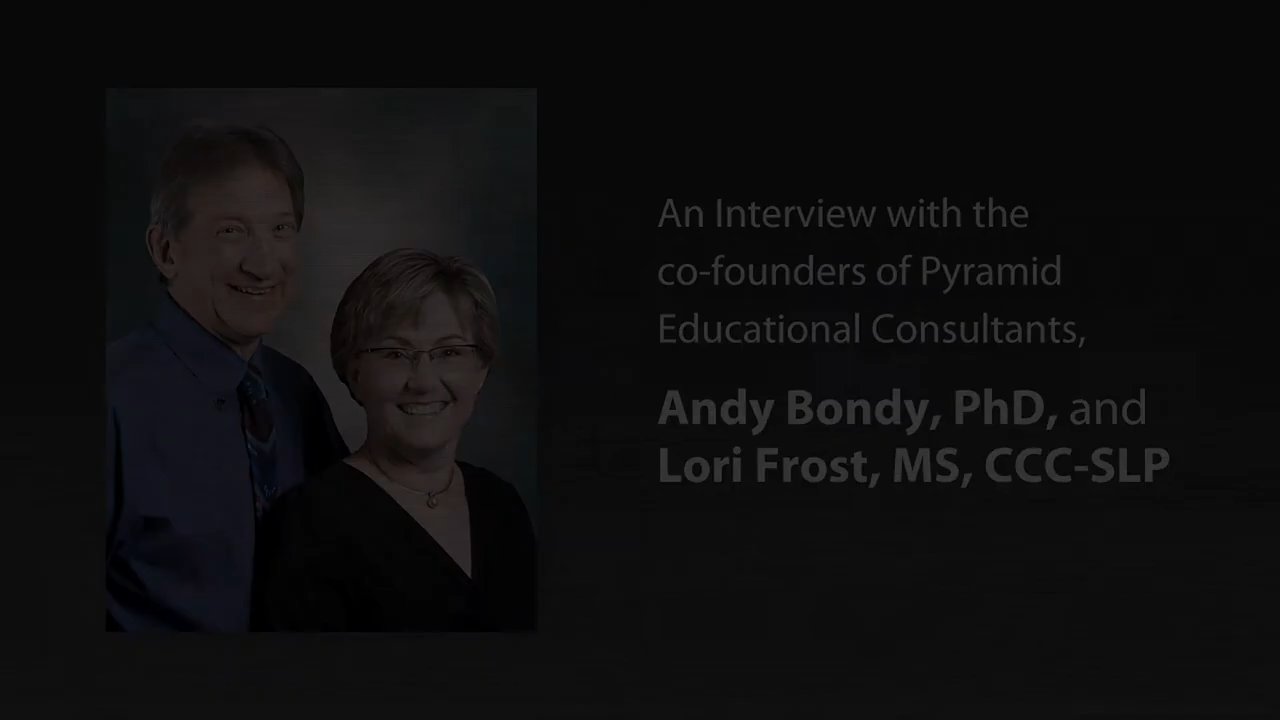 An Interview with the
co-founders of Pyramid
Educational Consultants,
Andy Bondy, PhD, and
Lori Frost, MS, CCC-SLP